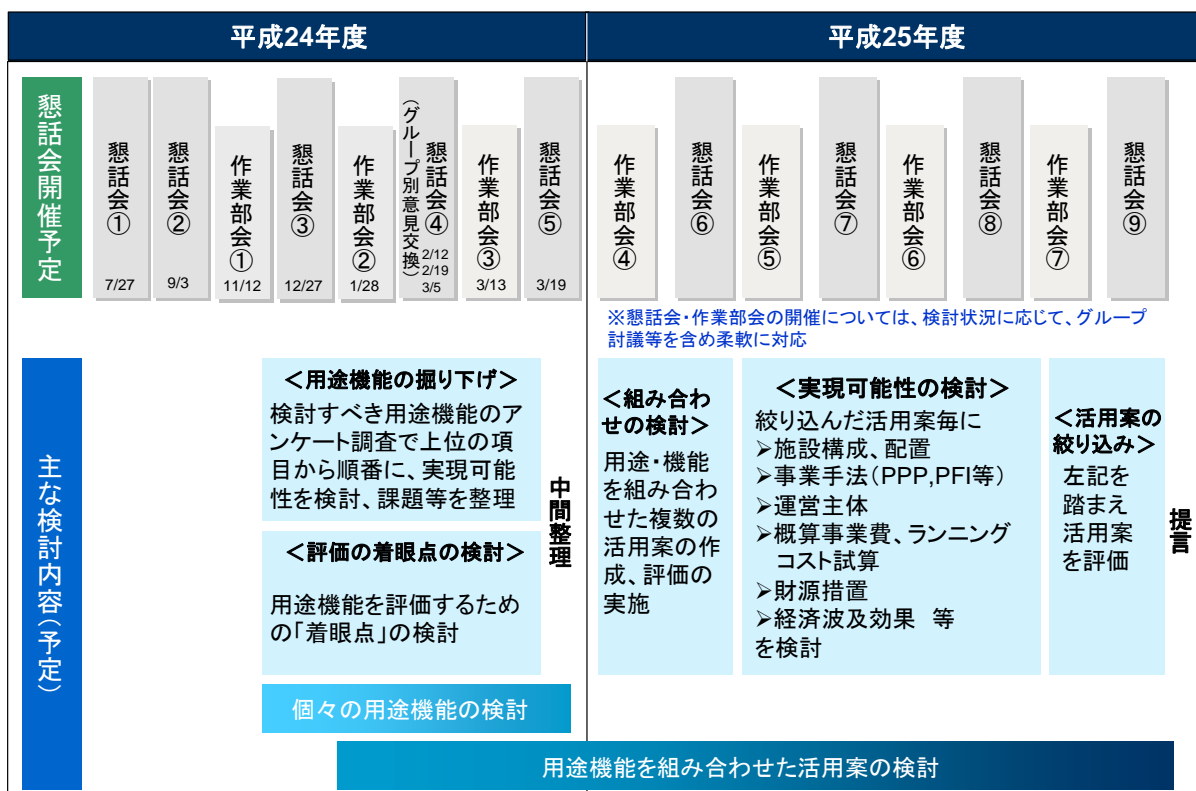 平成24年度
平成25年度
懇話会開催予定
懇話会①
7/27
懇話会②
9/3
作業部会①
11/12
懇話会③
12/27
作業部会②
1/28
懇話会④
（グループ別意見交換）
2/12
2/19
3/5
作業部会③
3/13
懇話会⑤
3/19
作業部会④
懇話会⑥
作業部会⑤
懇話会⑦
作業部会⑥
懇話会⑧
作業部会⑦
懇話会⑨
※懇話会・作業部会の開催については、検討状況に応じて、グループ
討議等を含め柔軟に対応
主な検討内容（予定）
＜用途機能の掘り下げ＞
検討すべき用途機能のア
ンケート調査で上位の項
目から順番に、実現可能
性を検討、課題等を整理
＜評価の着眼点の検討＞
用途機能を評価するため
の「着眼点」の検討
中間整理
＜組み合わ
せの検討＞
用途・機能
を組み合わ
せた複数の
活用案の作
成、評価の
実施
＜実現可能性の検討＞
絞り込んだ活用案毎に
➢施設構成、配置
➢事業手法（PPP,PFI等）
➢運営主体
➢概算事業費、ランニング
コスト試算
➢財源措置
➢経済波及効果　等
を検討
＜活用案の
絞り込み＞
左記を
踏まえ
活用案
を評価
提言
個々の用途機能の検討
用途機能を組み合わせた活用案の検討